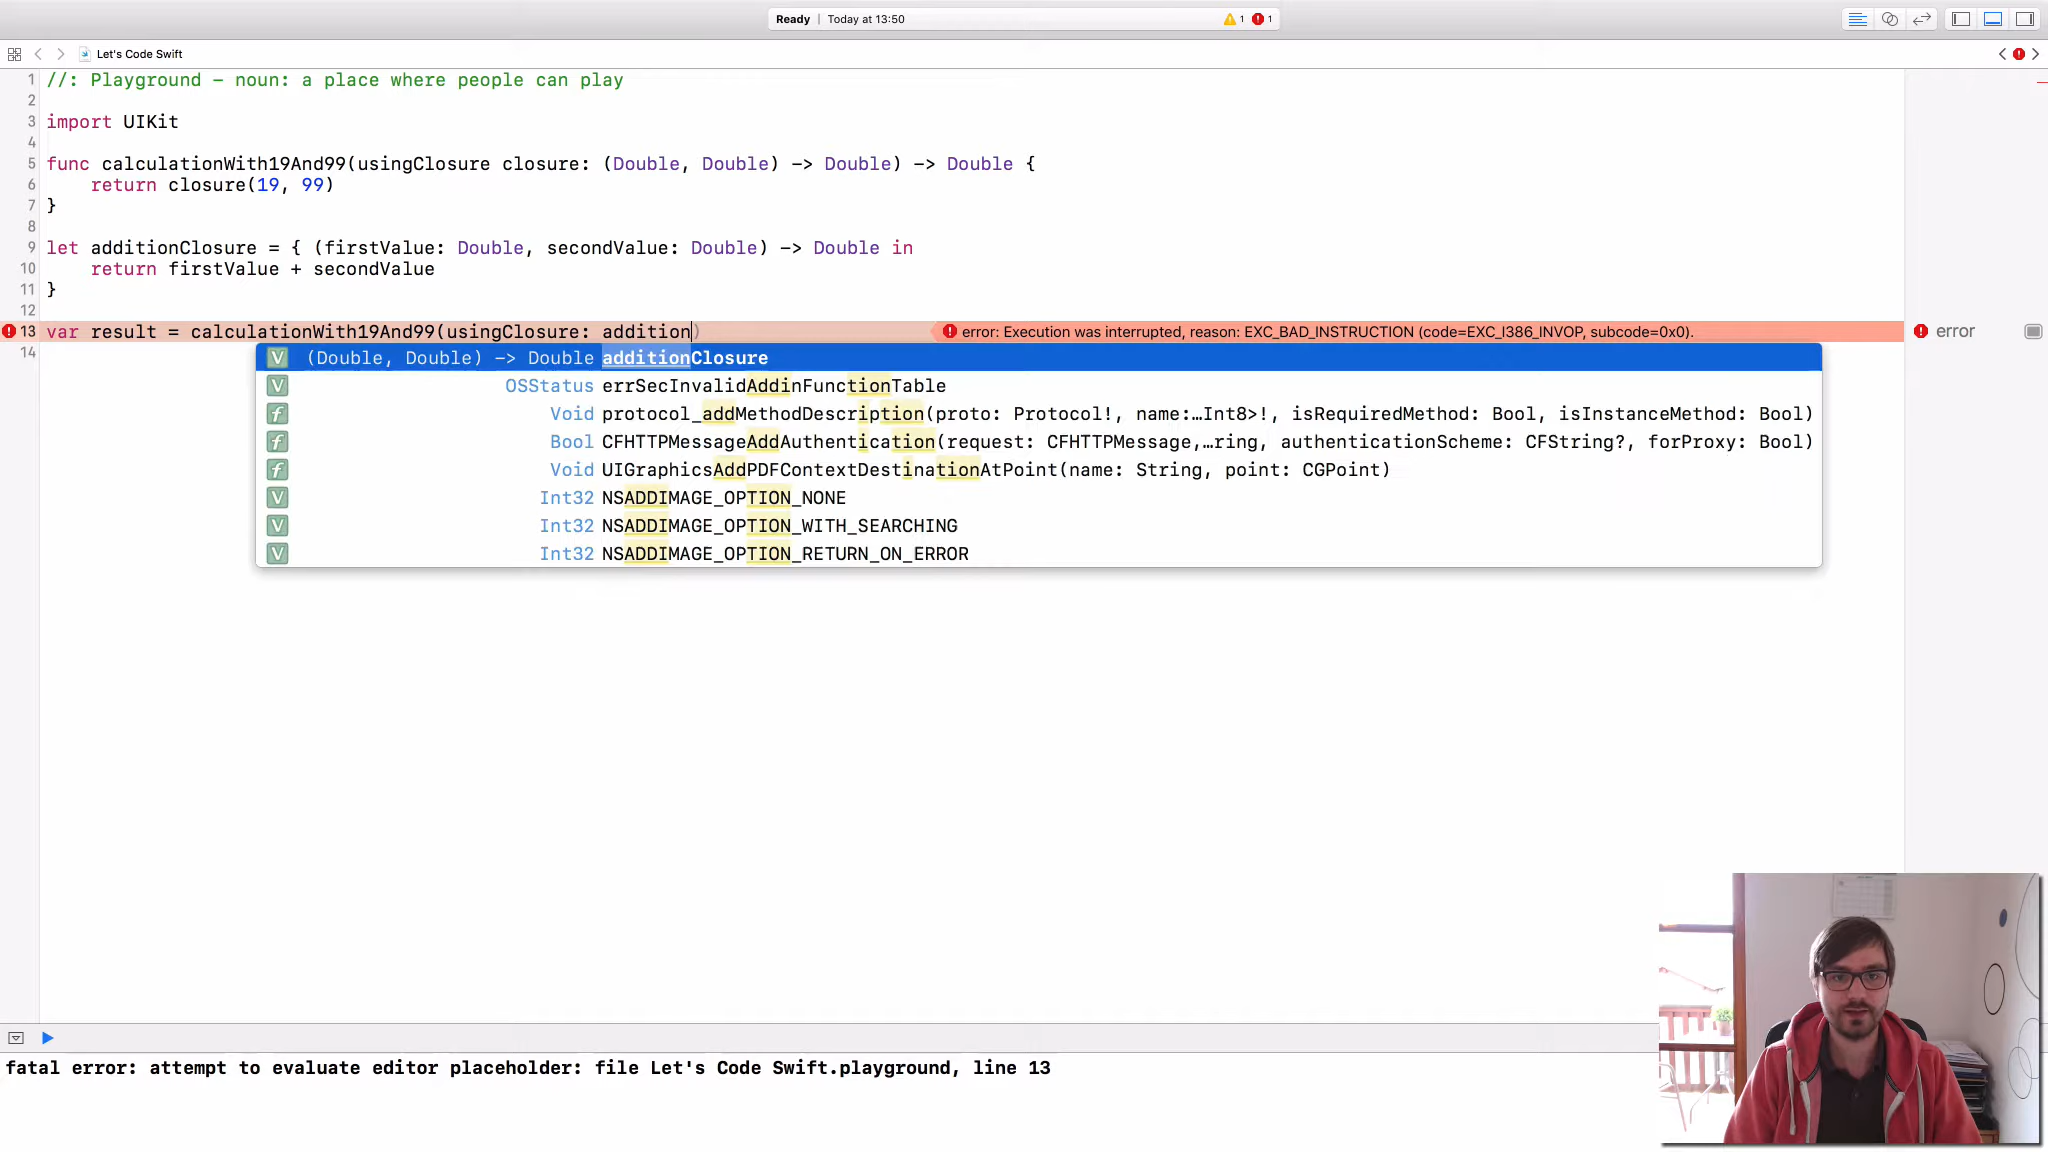 Ready | Today at 13:50 1 1
Let's Code Swift
1 //: Playground - noun: a place where people can play
2
3 import UIKit
4
5 func calculationWith19And99(usingClosure closure: (Double, Double) -> Double) -> Double {
6 return closure(19, 99)
7 }
8
9 let additionClosure = { (firstValue: Double, secondValue: Double) -> Double in
10 return firstValue + secondValue
11 }
12
13 var result = calculationWith19And99(usingClosure: addition) error: Execution was interrupted, reason: EXC_BAD_INSTRUCTION (code=EXC_I386_INVOP, subcode=0x0). error
14
V (Double, Double) -> Double additionClosure
V OSStatus errSecInvalidAddinFunctionTable
f Void protocol_addMethodDescription(proto: Protocol!, name:…Int8>!, isRequiredMethod: Bool, isInstanceMethod: Bool)
f Bool CFHTTPMessageAddAuthentication(request: CFHTTPMessage,…ring, authenticationScheme: CFString?, forProxy: Bool)
f Void UIGraphicsAddPDFContextDestinationAtPoint(name: String, point: CGPoint)
V Int32 NSADDIMAGE_OPTION_NONE
V Int32 NSADDIMAGE_OPTION_WITH_SEARCHING
V Int32 NSADDIMAGE_OPTION_RETURN_ON_ERROR
fatal error: attempt to evaluate editor placeholder: file Let's Code Swift.playground, line 13